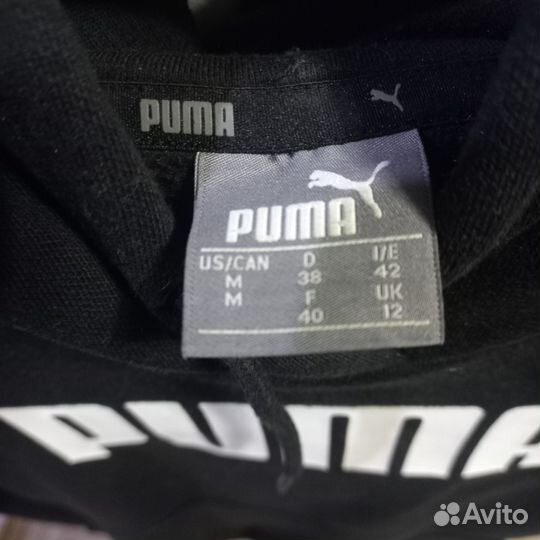 PUMA
PUMA
US/CAN D I/E
M 38 42
M F UK
40 12
PUMA
Avito